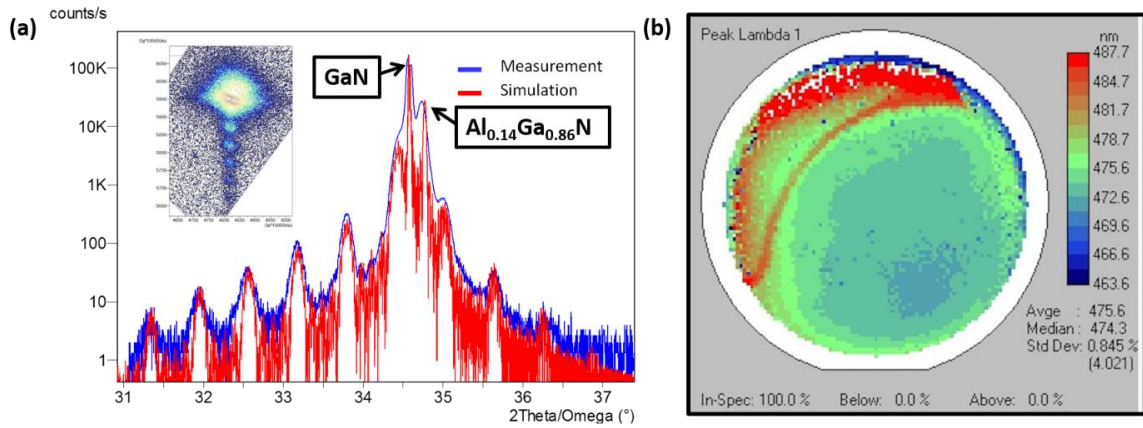 (a)
counts/s
100K
10K
1K
100
10
1
GaN
Measurement
Simulation
Al0.14Ga0.86N
31 32 33 34 35 36 37
2Theta/Omega (°)
(b)
Peak Lambda 1
nm
487.7
484.7
481.7
478.7
475.6
472.6
469.6
466.6
463.6
Avge : 475.6
Median : 474.3
Std Dev: 0.845 %
(4.021)
In-Spec: 100.0 % Below: 0.0 % Above: 0.0 %